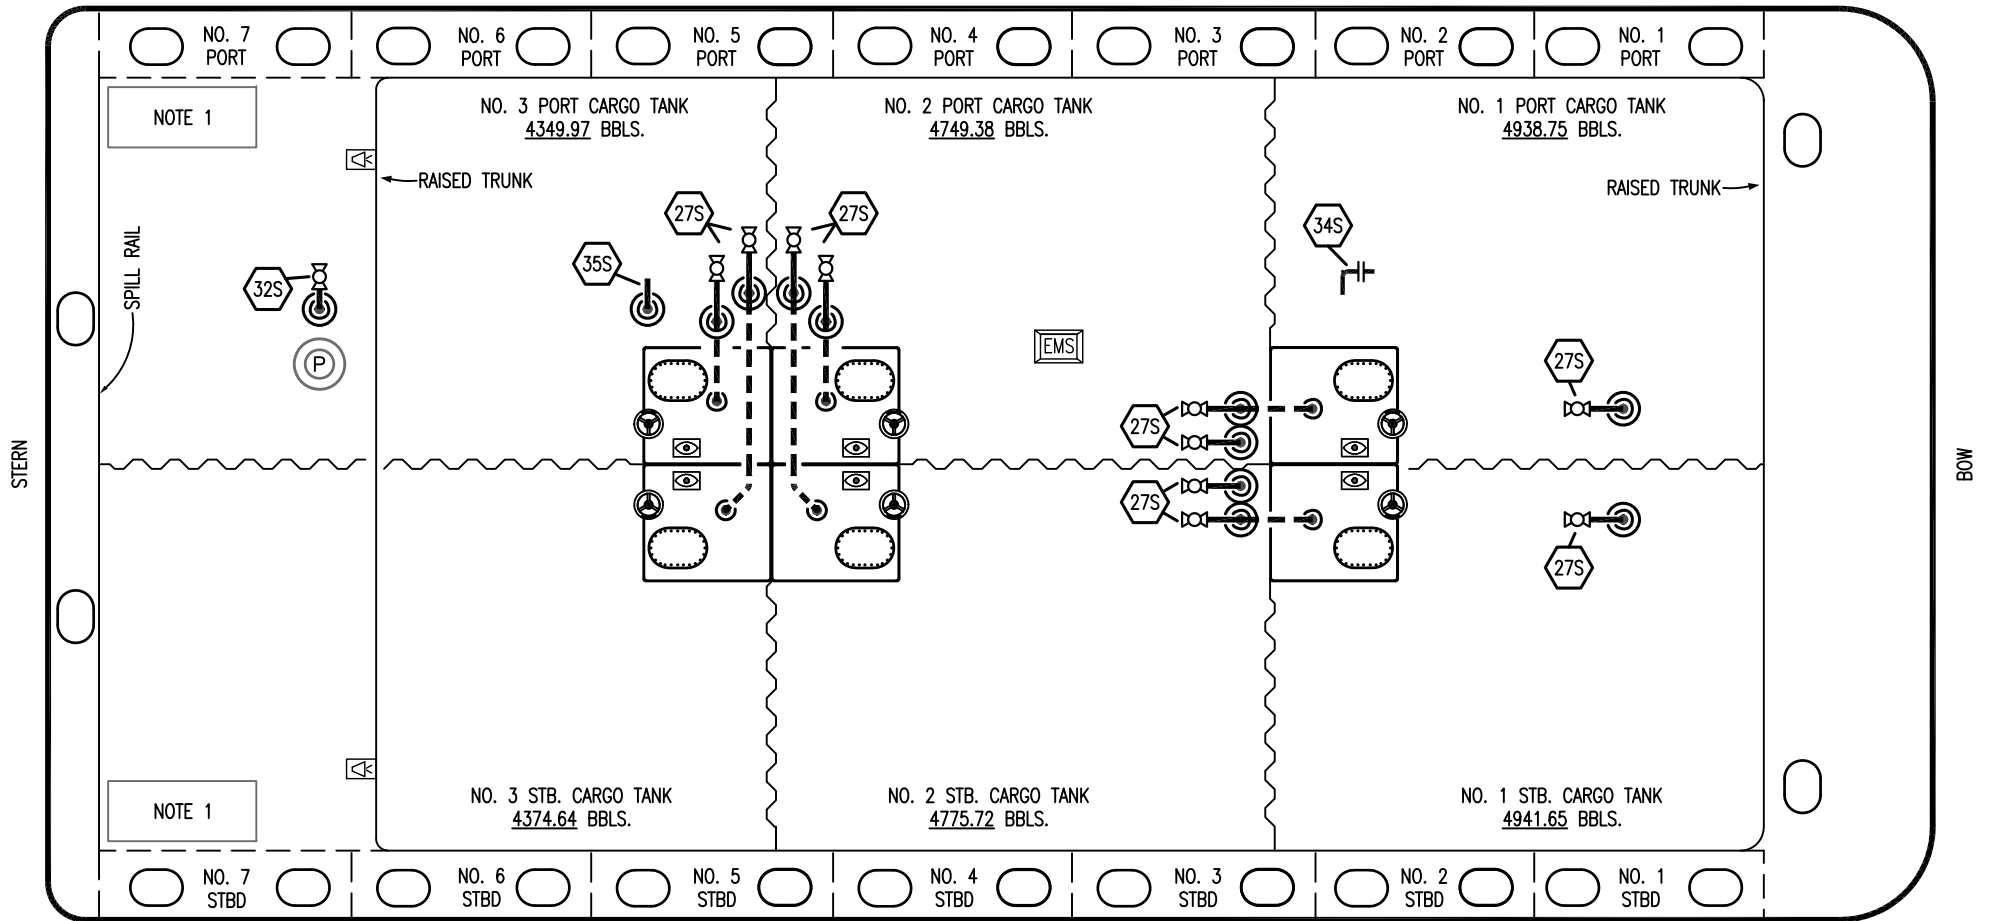 NO. 7
PORT
NO. 6
PORT
NO. 5
PORT
NO. 4
PORT
NO. 3
PORT
NO. 2
PORT
NO. 1
PORT
NOTE 1
NO. 3 PORT CARGO TANK
4349.97 BBLS.
NO. 2 PORT CARGO TANK
4749.38 BBLS.
NO. 1 PORT CARGO TANK
4938.75 BBLS.
RAISED TRUNK
RAISED TRUNK
27S
27S
34S
SPILL RAIL
32S
35S
P
EMS
27S
27S
STERN
BOW
27S
27S
NOTE 1
NO. 3 STB. CARGO TANK
4374.64 BBLS.
NO. 2 STB. CARGO TANK
4775.72 BBLS.
NO. 1 STB. CARGO TANK
4941.65 BBLS.
NO. 7
STBD
NO. 6
STBD
NO. 5
STBD
NO. 4
STBD
NO. 3
STBD
NO. 2
STBD
NO. 1
STBD